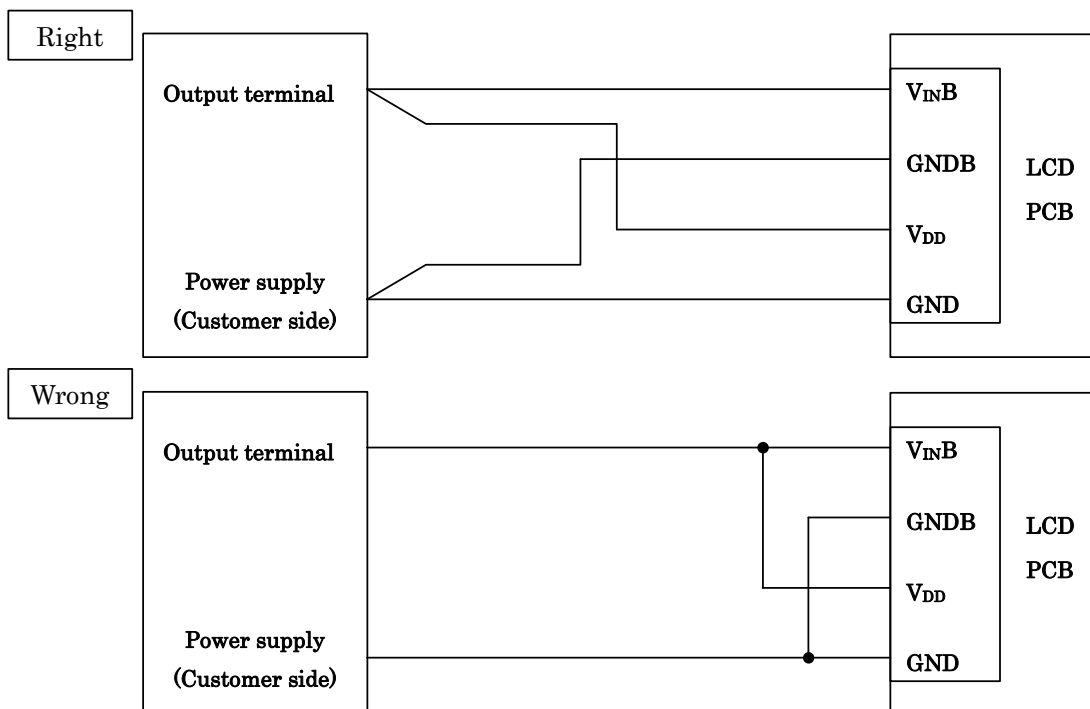 Right
Output terminal
Power supply
(Customer side)
VINB
GNDB
VDD
GND
LCD
PCB
Wrong
Output terminal
Power supply
(Customer side)
VINB
GNDB
VDD
GND
LCD
PCB